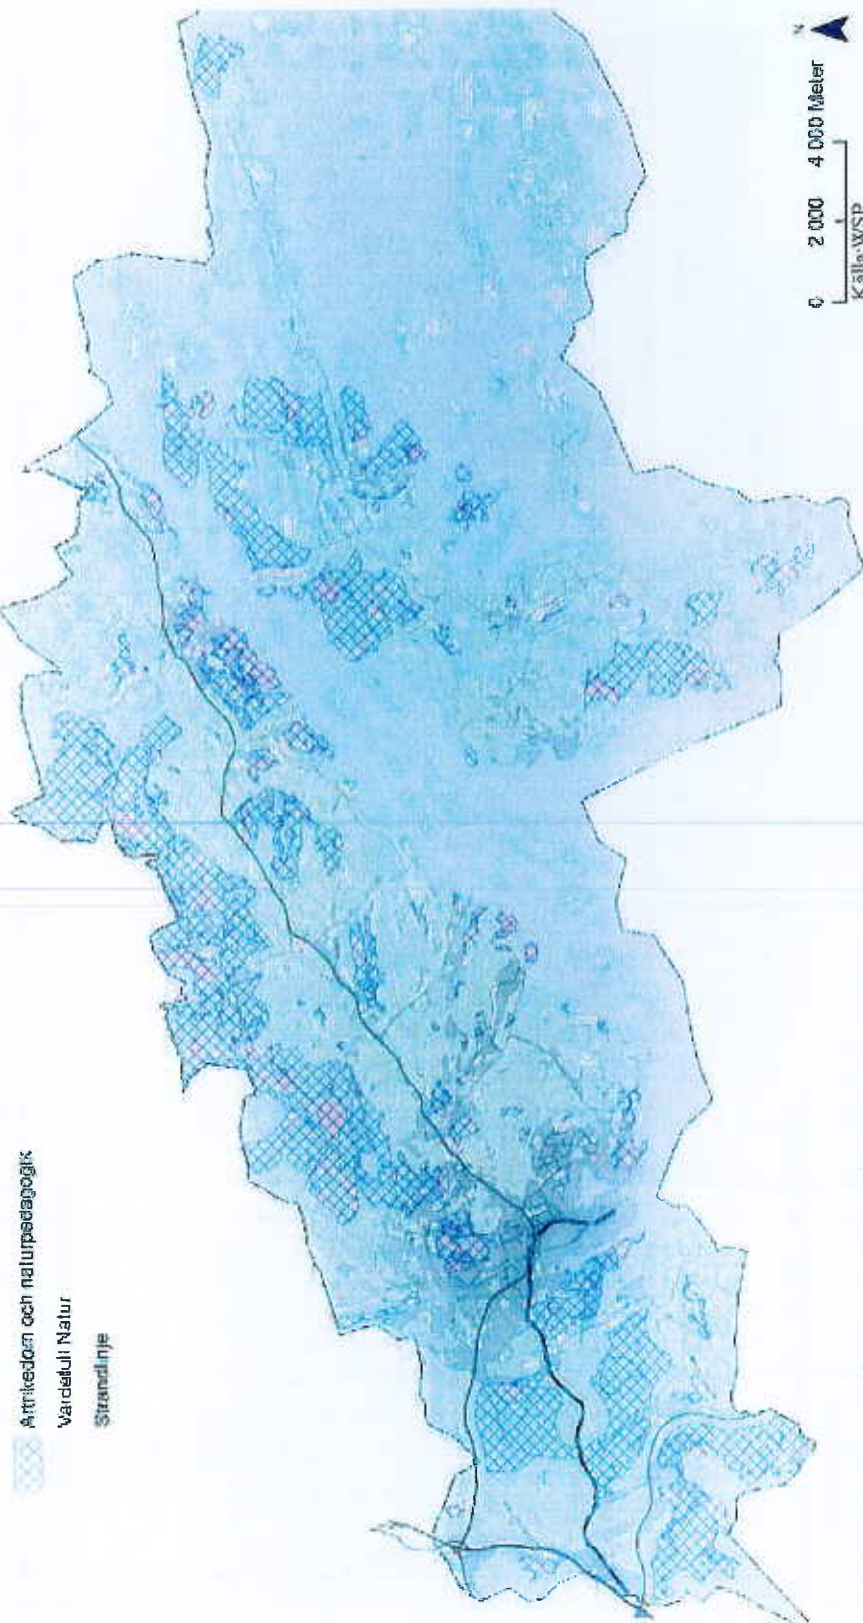 Artrikedom och naturpedagogik
Värdefull Natur
Strandlinje
N
0 2 000 4 000 Meter
Källa: WSP